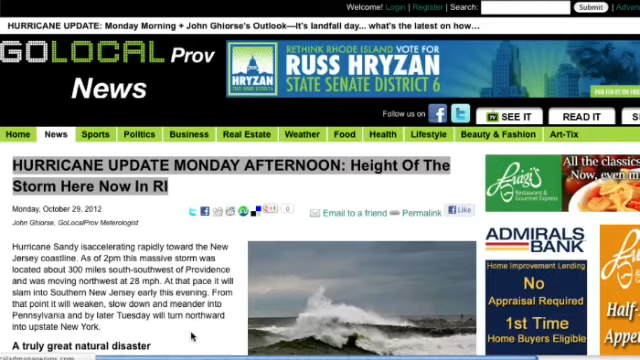 Welcome! Login | Register Search: Submit Advan
HURRICANE UPDATE: Monday Morning + John Ghiorse's Outlook—It's landfall day... what's the latest on how…
GOLOCAL Prov
News
HRYZAN
RETHINK RHODE ISLAND VOTE FOR
RUSS HRYZAN
STATE SENATE DISTRICT 6
Follow us on
SEE IT
READ IT
Home News Sports Politics Business Real Estate Weather Food Health Lifestyle Beauty & Fashion Art-Tix
HURRICANE UPDATE MONDAY AFTERNOON: Height Of The
Storm Here Now In RI
Monday, October 29, 2012
0
Email to a friend
Permalink
Like
John Ghiorse, GoLocalProv Meterologist
Hurricane Sandy isaccelerating rapidly toward the New
Jersey coastline. As of 2pm this massive storm was
located about 300 miles south-southwest of Providence
and was moving northwest at 28 mph. At that pace it will
slam into Southern New Jersey early this evening. From
that point it will weaken, slow down and meander into
Pennsylvania and by later Tuesday will turn northward
into upstate New York.
A truly great natural disaster
Luigi's
Restaurant &
Gourmet Express
All the classics
Now, even m
ADMIRALS
BANK
Home Improvement Lending
No
Appraisal Required
1st Time
Home Buyers Eligible
Half-
Appe